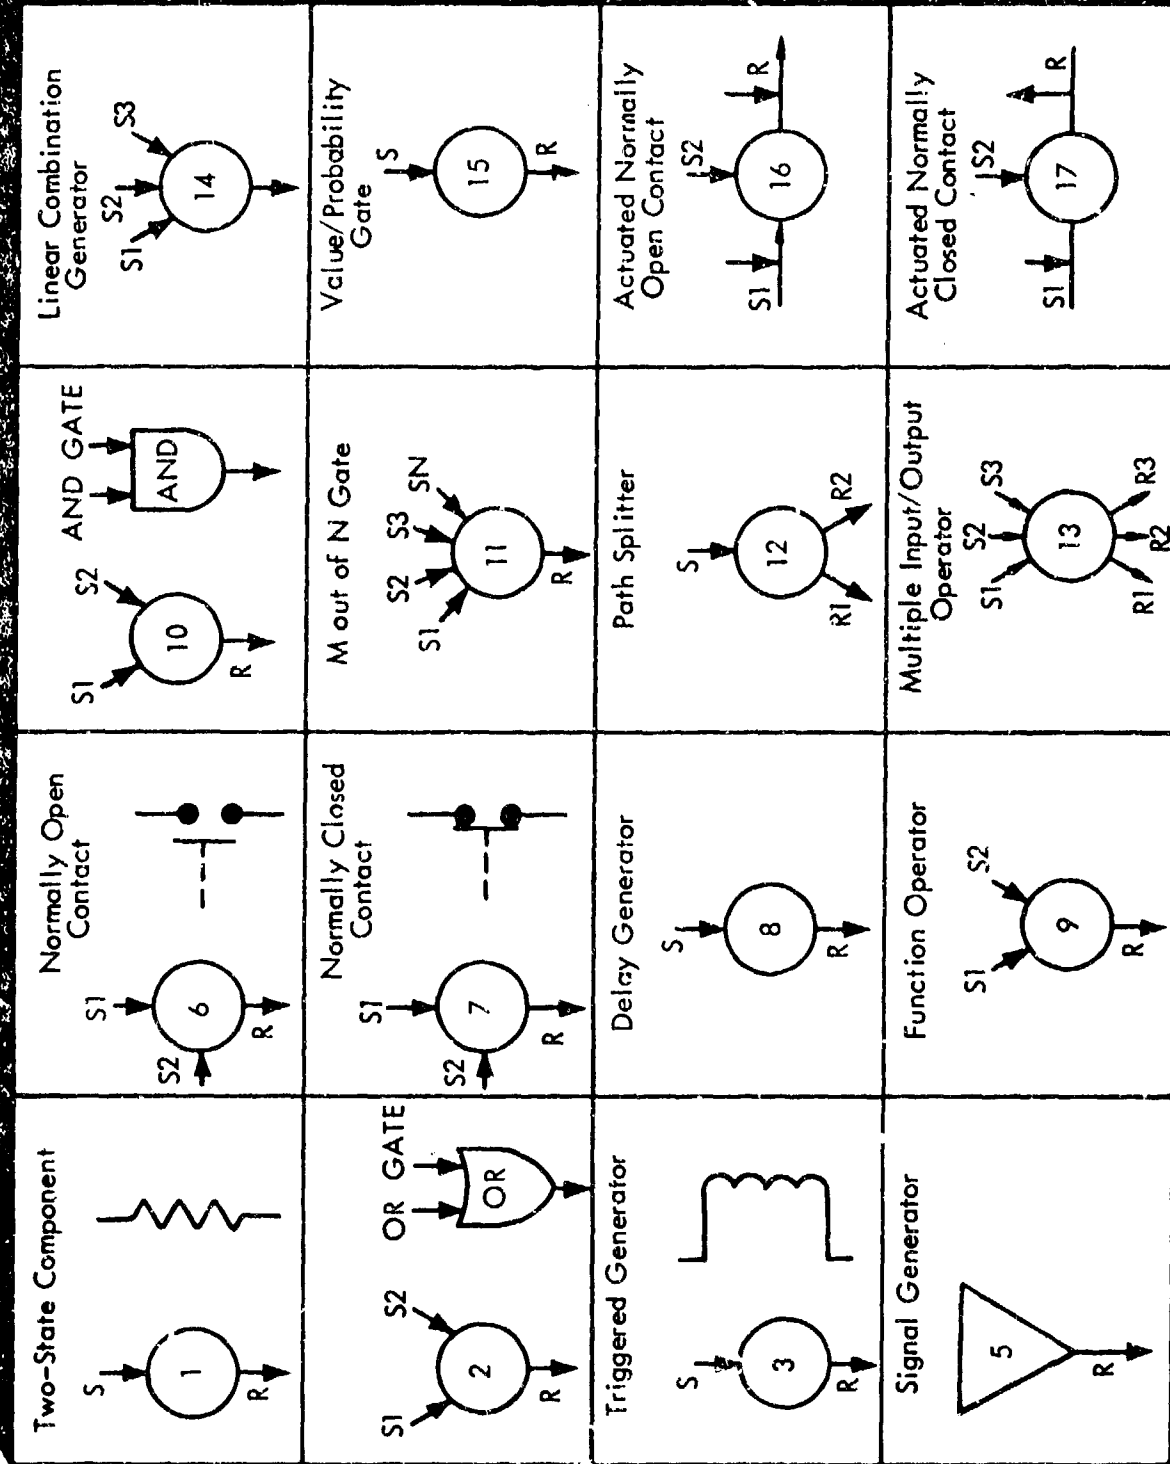 Two-State Component
S
1
R
OR GATE
S1
S2
2
OR
R
Triggered Generator
S
3
R
Signal Generator
5
R
Normally Open
Contact
S1
S2
6
R
Normally Closed
Contact
S1
S2
7
R
Delay Generator
S
8
R
Function Operator
S1
S2
9
R
AND GATE
S1
S2
10
AND
R
M out of N Gate
S1
S2
S3
SN
11
R
Path Splitter
S
12
R1
R2
Multiple Input/Output
Operator
S1
S2
S3
13
R1
R2
R3
Linear Combination
Generator
S1
S2
S3
14
Value/Probability
Gate
S
15
R
Actuated Normally
Open Contact
S1
S2
16
R
Actuated Normally
Closed Contact
S1
S2
17
R